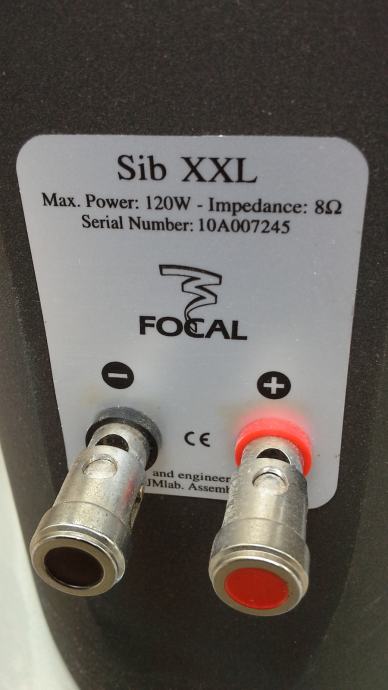 Sib XXL
Max. Power: 120W - Impedance: 8Ω
Serial Number: 10A007245
FOCAL
− +
CE
and engineer
JMlab. Assemb